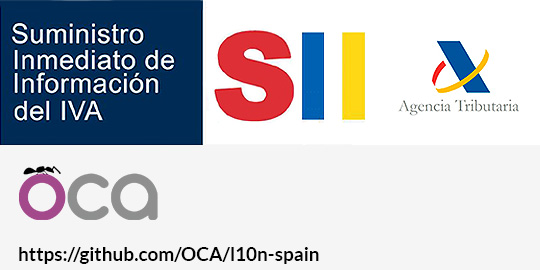 Suministro
Inmediato de
Información
del IVA
SII
Agencia Tributaria
oca
https://github.com/OCA/l10n-spain